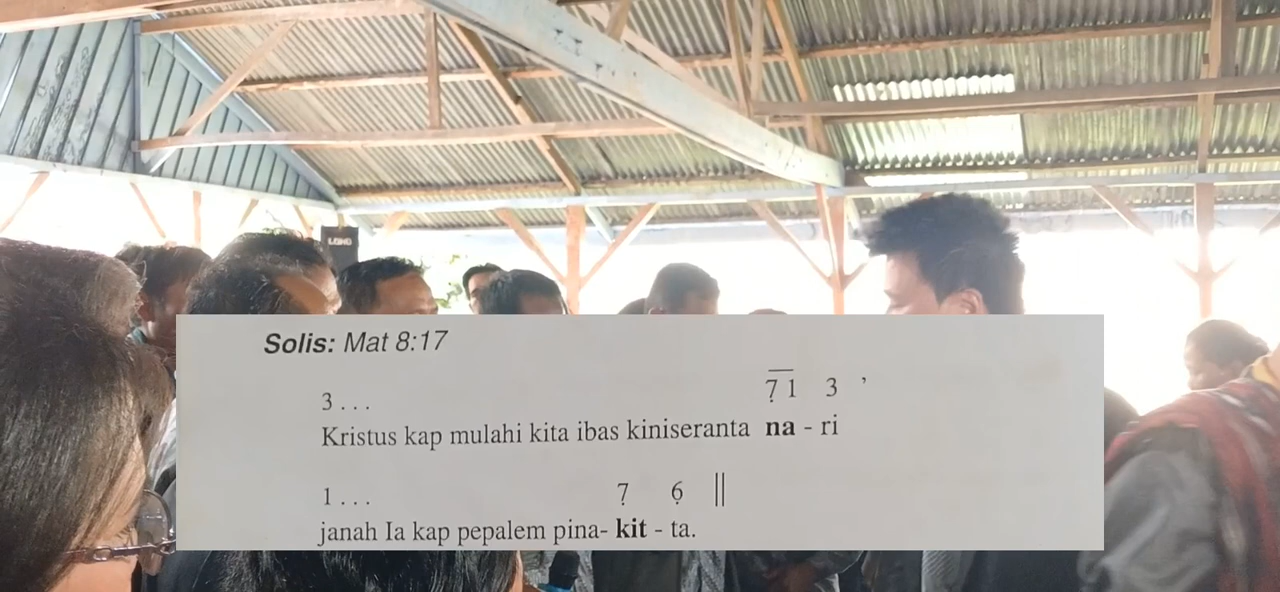 LGHO
Solis: Mat 8:17
7̣ 1 3 ’
3 . . .
Kristus kap mulahi kita ibas kiniseranta na - ri
1 . . . 7̣ 6̣ ||
janah Ia kap pepalem pina- kit - ta.